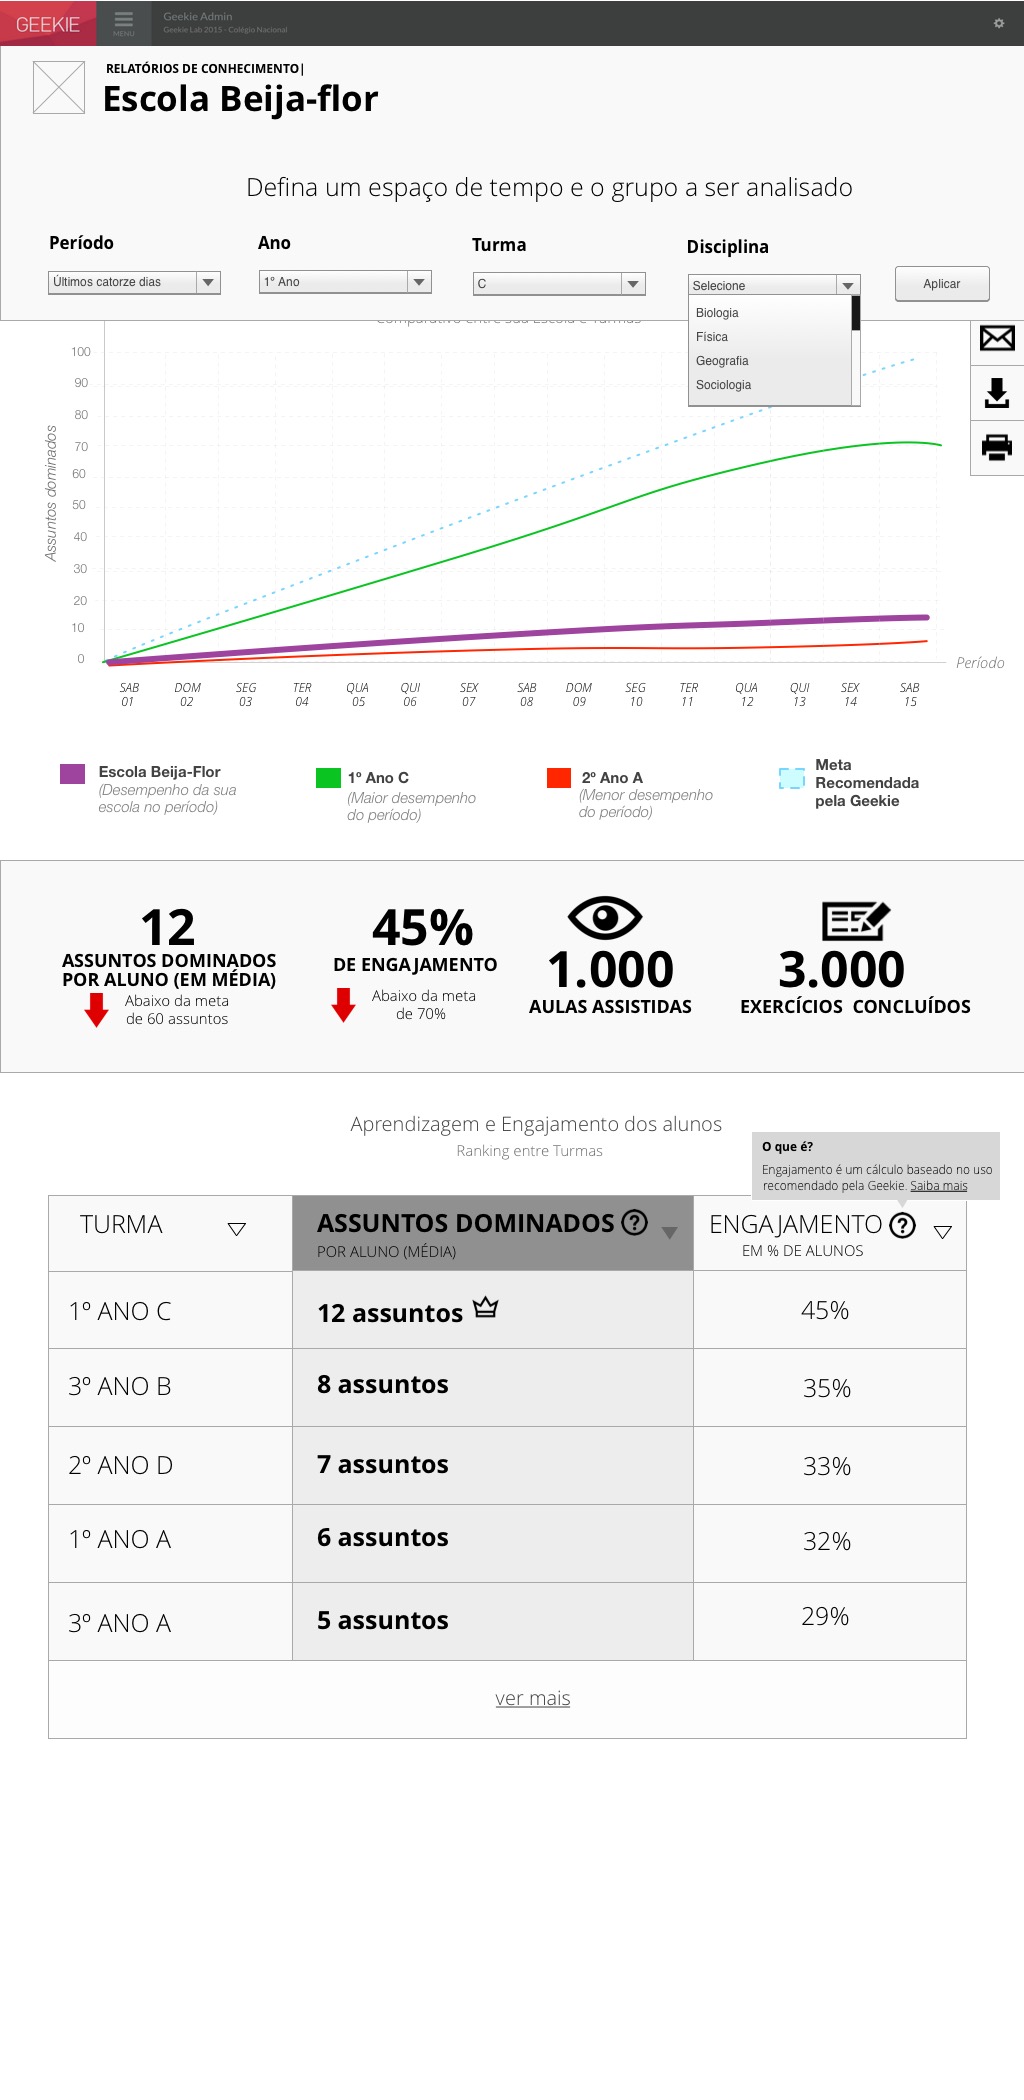 GEEKIE
MENU
Geekie Admin
Geekie Lab 2015 - Colégio Nacional
RELATÓRIOS DE CONHECIMENTO|
Escola Beija-flor
Defina um espaço de tempo e o grupo a ser analisado
Período
Ano
Turma
Disciplina
Últimos catorze dias
1º Ano
C
Selecione
Aplicar
Biologia
Física
Geografia
Sociologia
Comparativo entre sua Escola e Turmas
Assuntos dominados
100
90
80
70
60
50
40
30
20
10
0
Período
SAB DOM SEG TER QUA QUI SEX SAB DOM SEG TER QUA QUI SEX SAB
01 02 03 04 05 06 07 08 09 10 11 12 13 14 15
Escola Beija-Flor
(Desempenho da sua
escola no período)
1º Ano C
(Maior desempenho
do período)
2º Ano A
(Menor desempenho
do período)
Meta
Recomendada
pela Geekie
12
ASSUNTOS DOMINADOS
POR ALUNO (EM MÉDIA)
Abaixo da meta
de 60 assuntos
45%
DE ENGAJAMENTO
Abaixo da meta
de 70%
1.000
AULAS ASSISTIDAS
3.000
EXERCÍCIOS CONCLUÍDOS
Aprendizagem e Engajamento dos alunos
Ranking entre Turmas
O que é?
Engajamento é um cálculo baseado no uso
recomendado pela Geekie. Saiba mais
TURMA
ASSUNTOS DOMINADOS ?
POR ALUNO (MÉDIA)
ENGAJAMENTO ?
EM % DE ALUNOS
1º ANO C 12 assuntos 45%
3º ANO B 8 assuntos 35%
2º ANO D 7 assuntos 33%
1º ANO A 6 assuntos 32%
3º ANO A 5 assuntos 29%
ver mais